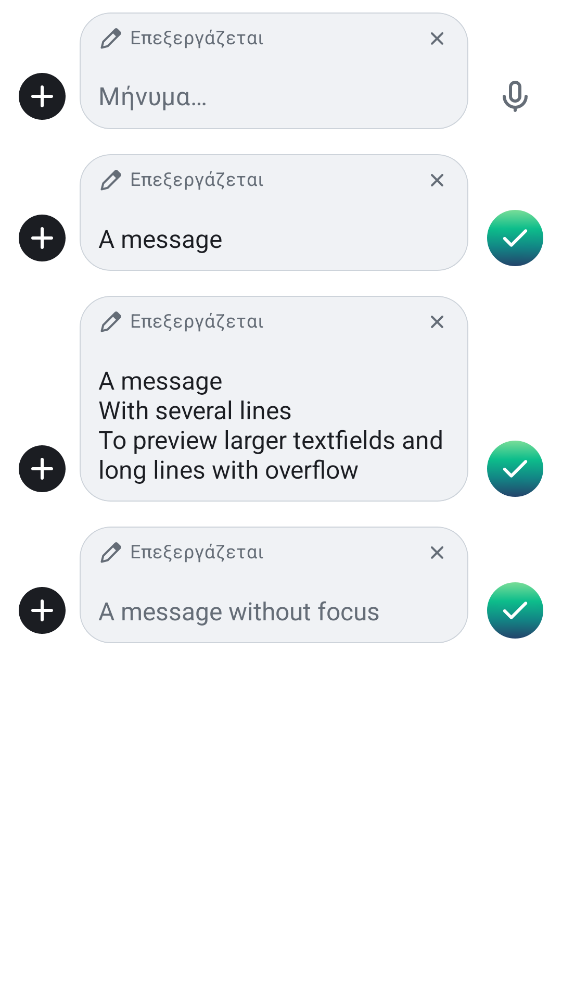 Επεξεργάζεται
Μήνυμα…
Επεξεργάζεται
A message
Επεξεργάζεται
A message
With several lines
To preview larger textfields and
long lines with overflow
Επεξεργάζεται
A message without focus